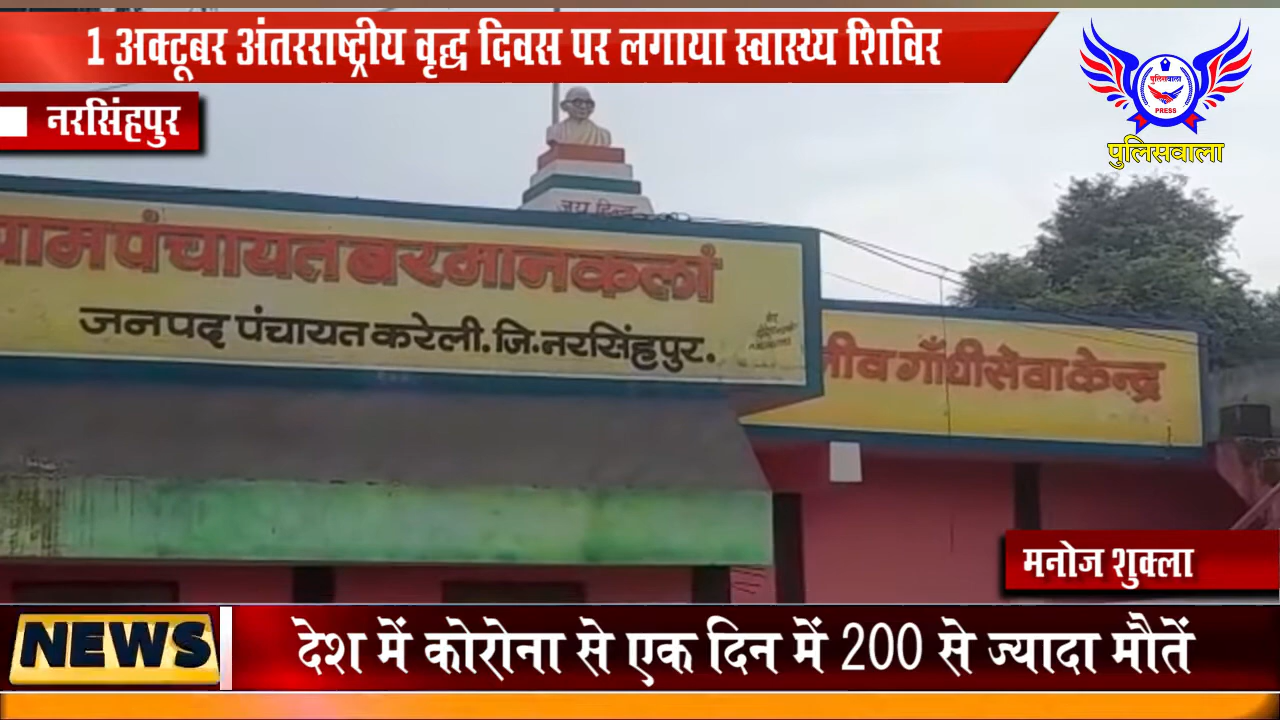 1 अक्टूबर अंतरराष्ट्रीय वृद्ध दिवस पर लगाया स्वास्थ्य शिविर
नरसिंहपुर
पुलिसवाला
PRESS
पुलिसवाला
जय हिन्द
ग्रामपंचायत बरमानकलां
जनपद पंचायत करेली. जि.नरसिंहपुर.
जीव गाँधी सेवा केन्द्र
मनोज शुक्ला
NEWS
देश में कोरोना से एक दिन में 200 से ज्यादा मौतें